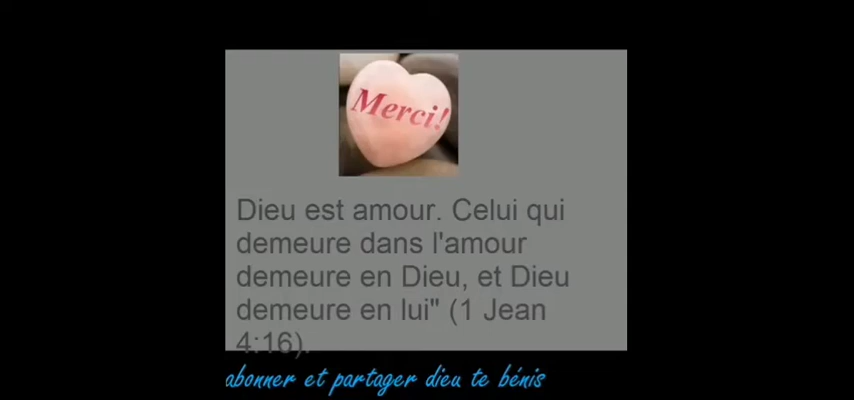 Merci!
Dieu est amour. Celui qui
demeure dans l'amour
demeure en Dieu, et Dieu
demeure en lui" (1 Jean
4:16).
abonner et partager dieu te bénis